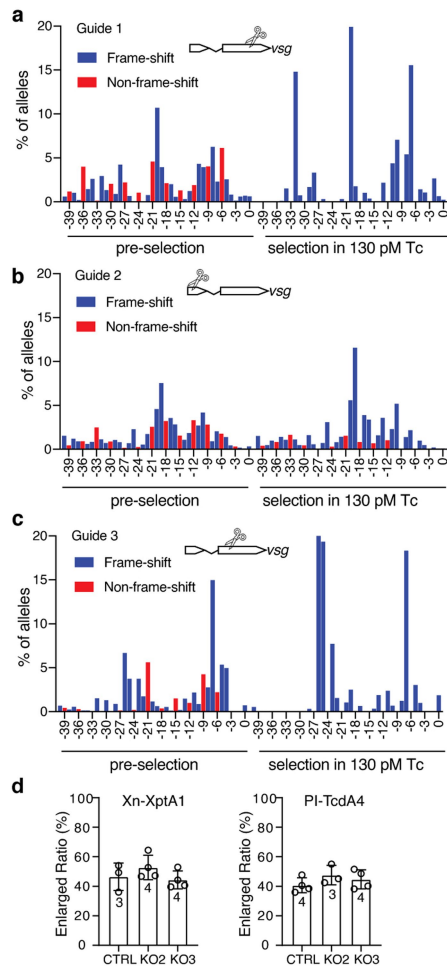 a
Guide 1
vsg
Frame-shift
Non-frame-shift
% of alleles
20
15
10
5
0
-39 -36 -33 -30 -27 -24 -21 -18 -15 -12 -9 -6 -3 0 -39 -36 -33 -30 -27 -24 -21 -18 -15 -12 -9 -6 -3 0
pre-selection selection in 130 pM Tc
b
Guide 2
vsg
Frame-shift
Non-frame-shift
% of alleles
20
15
10
5
0
-39 -36 -33 -30 -27 -24 -21 -18 -15 -12 -9 -6 -3 0 -39 -36 -33 -30 -27 -24 -21 -18 -15 -12 -9 -6 -3 0
pre-selection selection in 130 pM Tc
c
Guide 3
vsg
Frame-shift
Non-frame-shift
% of alleles
20
15
10
5
0
-39 -36 -33 -30 -27 -24 -21 -18 -15 -12 -9 -6 -3 0 -39 -36 -33 -30 -27 -24 -21 -18 -15 -12 -9 -6 -3 0
pre-selection selection in 130 pM Tc
d
Xn-XptA1
Enlarged Ratio (%)
100
80
60
40
20
0
3 4 4
CTRL KO2 KO3
Pl-TcdA4
Enlarged Ratio (%)
100
80
60
40
20
0
4 3 4
CTRL KO2 KO3